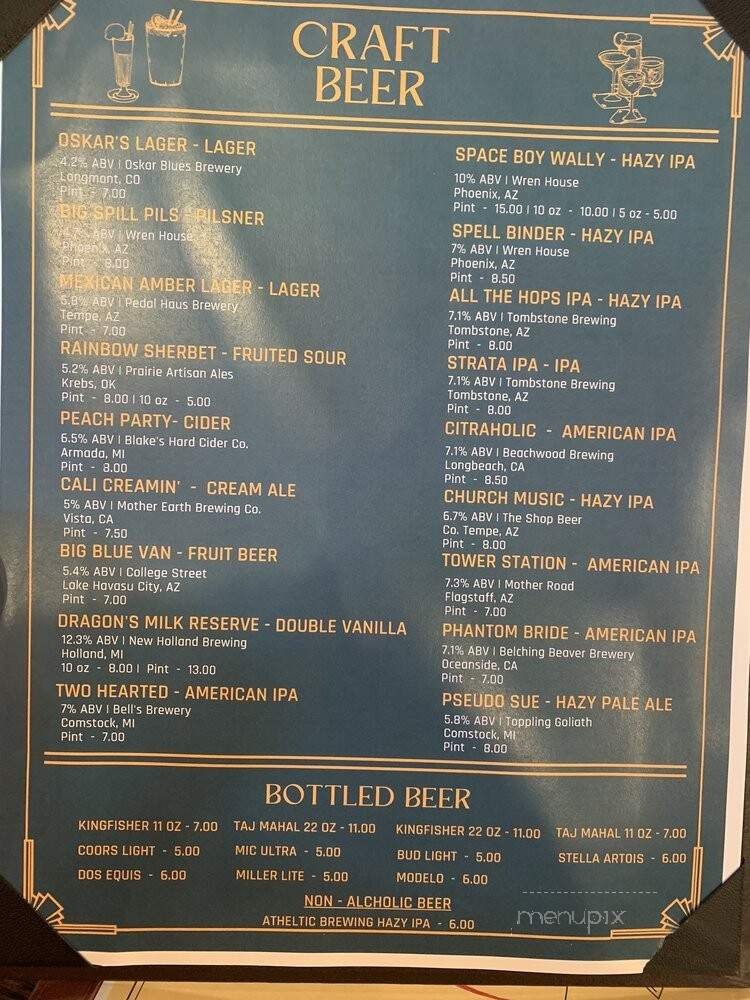 CRAFT
BEER
OSKAR'S LAGER - LAGER
4.2% ABV | Oskar Blues Brewery
Longmont, CO
Pint - 7.00
BIG SPILL PILS - PILSNER
ABV | Wren House
Phoenix, AZ
Pint - 8.00
MEXICAN AMBER LAGER - LAGER
5.8% ABV | Pedal Haus Brewery
Tempe, AZ
Pint - 7.00
RAINBOW SHERBET - FRUITED SOUR
5.2% ABV | Prairie Artisan Ales
Krebs, OK
Pint - 8.00 | 10 oz - 5.00
PEACH PARTY- CIDER
6.5% ABV | Blake's Hard Cider Co.
Armada, MI
Pint - 8.00
CALI CREAMIN' - CREAM ALE
5% ABV | Mother Earth Brewing Co.
Vista, CA
Pint - 7.50
BIG BLUE VAN - FRUIT BEER
5.4% ABV | College Street
Lake Havasu City, AZ
Pint - 7.00
DRAGON'S MILK RESERVE - DOUBLE VANILLA
12.3% ABV | New Holland Brewing
Holland, MI
10 oz - 8.00 | Pint - 13.00
TWO HEARTED - AMERICAN IPA
7% ABV | Bell's Brewery
Comstock, MI
Pint - 7.00
SPACE BOY WALLY - HAZY IPA
10% ABV | Wren House
Phoenix, AZ
Pint - 15.00 | 10 oz - 10.00 | 5 oz - 5.00
SPELL BINDER - HAZY IPA
7% ABV | Wren House
Phoenix, AZ
Pint - 8.50
ALL THE HOPS IPA - HAZY IPA
7.1% ABV | Tombstone Brewing
Tombstone, AZ
Pint - 8.00
STRATA IPA - IPA
7.1% ABV | Tombstone Brewing
Tombstone, AZ
Pint - 8.00
CITRAHOLIC - AMERICAN IPA
7.1% ABV | Beachwood Brewing
Longbeach, CA
Pint - 8.50
CHURCH MUSIC - HAZY IPA
6.7% ABV | The Shop Beer
Co. Tempe, AZ
Pint - 8.00
TOWER STATION - AMERICAN IPA
7.3% ABV | Mother Road
Flagstaff, AZ
Pint - 7.00
PHANTOM BRIDE - AMERICAN IPA
7.1% ABV | Belching Beaver Brewery
Oceanside, CA
Pint - 7.00
PSEUDO SUE - HAZY PALE ALE
5.8% ABV | Toppling Goliath
Comstock, MI
Pint - 8.00
BOTTLED BEER
KINGFISHER 11 OZ - 7.00 TAJ MAHAL 22 OZ - 11.00 KINGFISHER 22 OZ - 11.00 TAJ MAHAL 11 OZ - 7.00
COORS LIGHT - 5.00 MIC ULTRA - 5.00 BUD LIGHT - 5.00 STELLA ARTOIS - 6.00
DOS EQUIS - 6.00 MILLER LITE - 5.00 MODELO - 6.00
NON - ALCHOLIC BEER
ATHELTIC BREWING HAZY IPA - 6.00
menupix